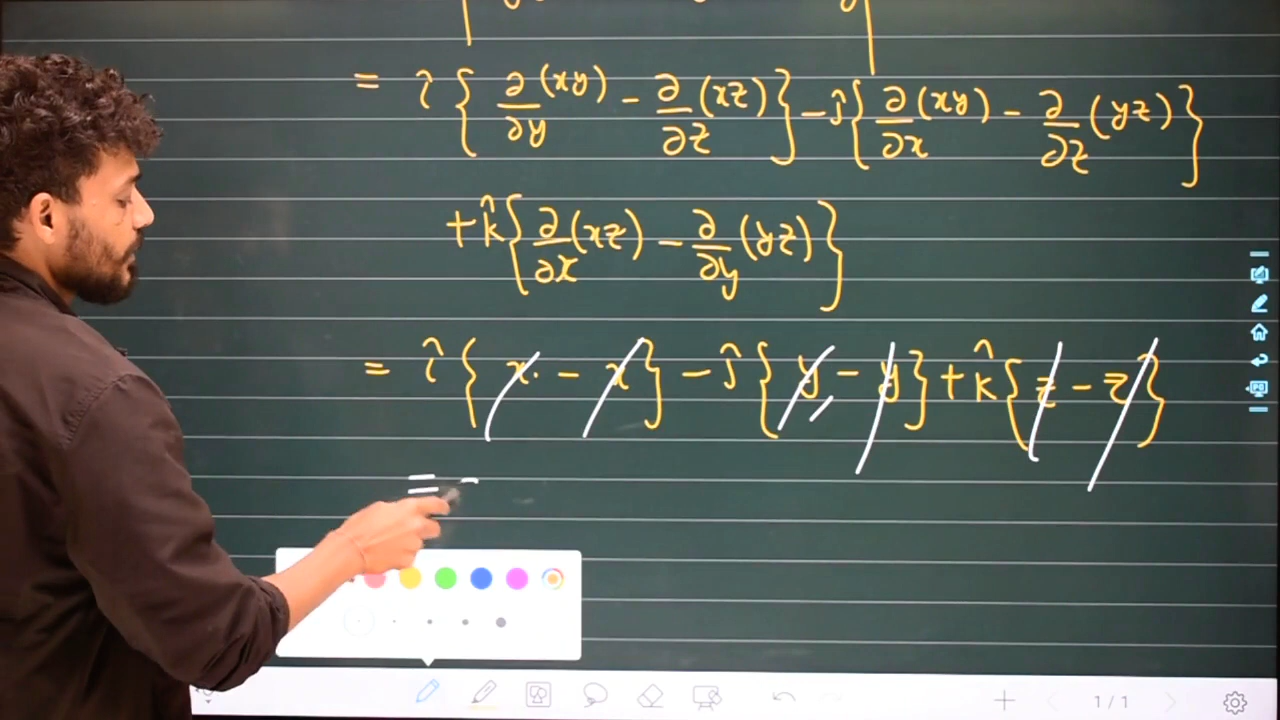 = î { ∂/∂y (xy) - ∂/∂z (xz) } - ĵ { ∂/∂x (xy) - ∂/∂z (yz) }
+ k̂ { ∂/∂x (xz) - ∂/∂y (yz) }
= î { x - x } - ĵ { y - y } + k̂ { z - z }
=
1/1